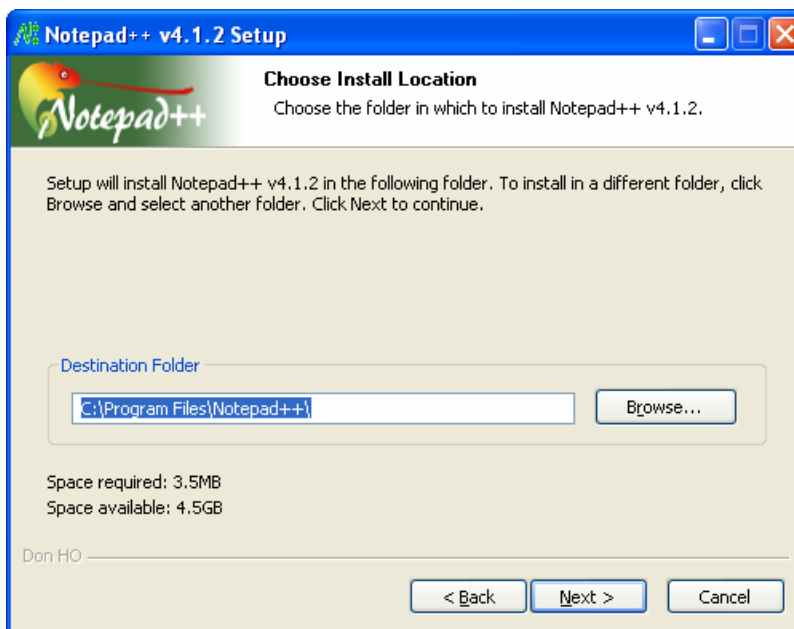 Notepad++ v4.1.2 Setup
Notepad++
Choose Install Location
Choose the folder in which to install Notepad++ v4.1.2.
Setup will install Notepad++ v4.1.2 in the following folder. To install in a different folder, click
Browse and select another folder. Click Next to continue.
Destination Folder
C:\Program Files\Notepad++\
Browse...
Space required: 3.5MB
Space available: 4.5GB
Don HO
< Back Next > Cancel